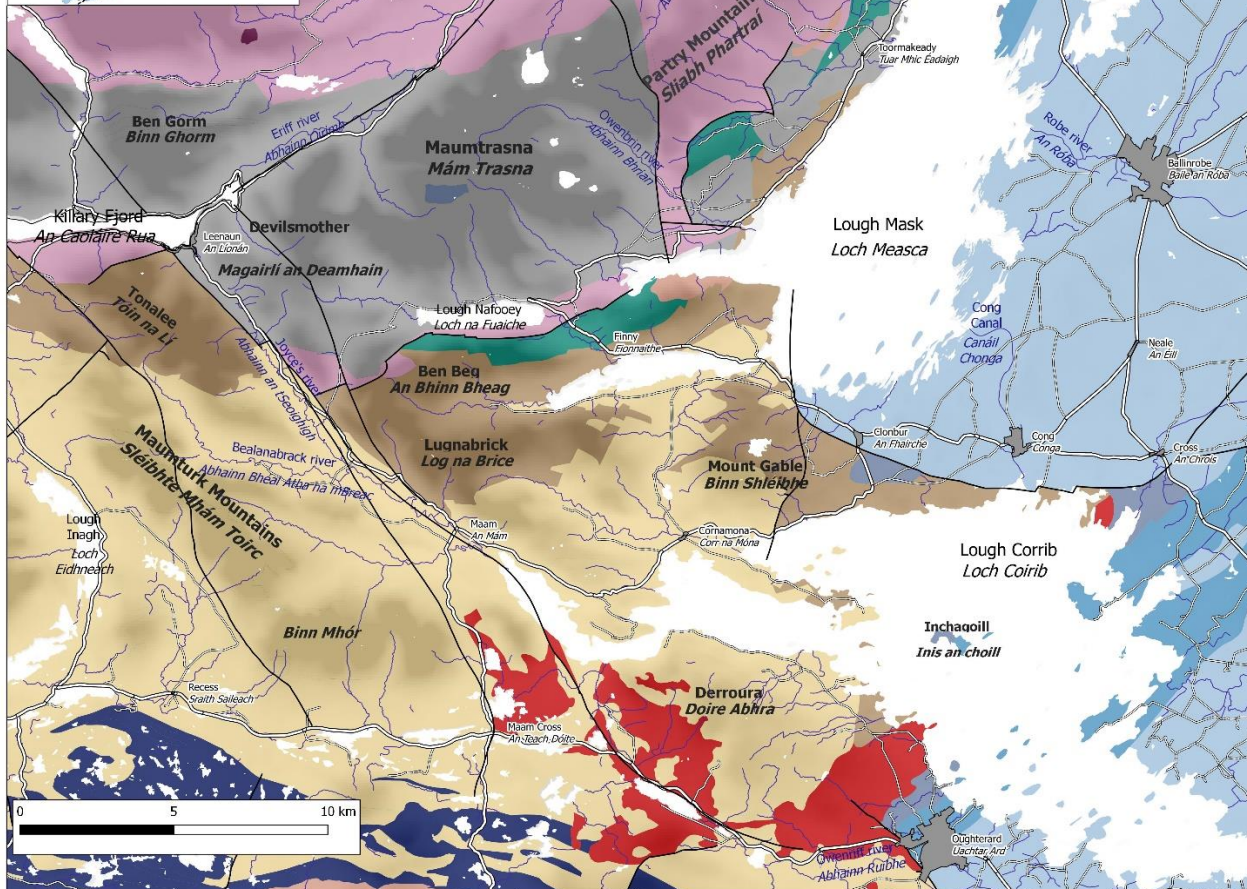 Toormakeady
Tuar Mhic Éadaigh
Partry Mountains
Sliabh Phartraí
Ben Gorm
Binn Ghorm
Eriff river
Abhainn Oirimh
Maumtrasna
Mám Trasna
Owenbrin river
Abhainn Bhrian
Robe river
An Róba
Ballinrobe
Baile an Róba
Killary Fjord
An Caoláire Rua
Leenaun
An Líonán
Devilsmother
Magairlí an Deamhain
Lough Mask
Loch Measca
Tonalee
Tóin na Lí
Lough Nafooey
Loch na Fuaiche
Finny
Fionnaithe
Cong
Canal
Canáil
Chonga
Neale
An Éill
Joyce's river
Abhainn an tSeoighigh
Ben Beg
An Bhinn Bheag
Maumturk Mountains
Sléibhte Mhám Toirc
Bealanabrack river
Abhainn Bhéal Átha na mBreac
Lugnabrick
Log na Brice
Mount Gable
Binn Shléibhe
Clonbur
An Fhairche
Cong
Conga
Cross
An Chrois
Lough
Inagh
Loch
Eidhneach
Maam
An Mám
Cornamona
Corr na Móna
Lough Corrib
Loch Coirib
Binn Mhór
Inchagoill
Inis an choill
Recess
Sraith Saileach
Derroura
Doire Abhra
Maam Cross
An Teach Dóite
0 5 10 km
Oughterard
Uachtar Ard
Owenriff river
Abhainn Ruibhe